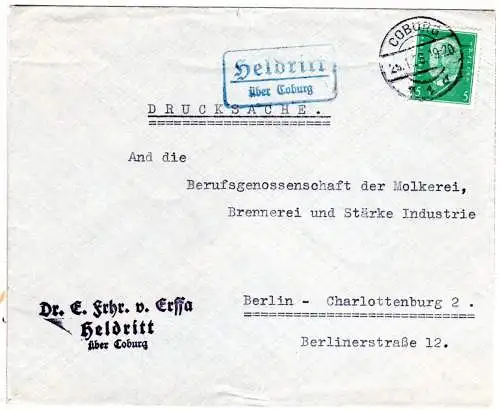 COBURG
Heldritt
über Coburg
5
DRUCKSACHE.
And die
Berufsgenossenschaft der Molkerei,
Brennerei und Stärke Industrie
Dr. E. Frhr. v. Erffa
Heldritt
über Coburg
Berlin - Charlottenburg 2 .
Berlinerstraße 12.